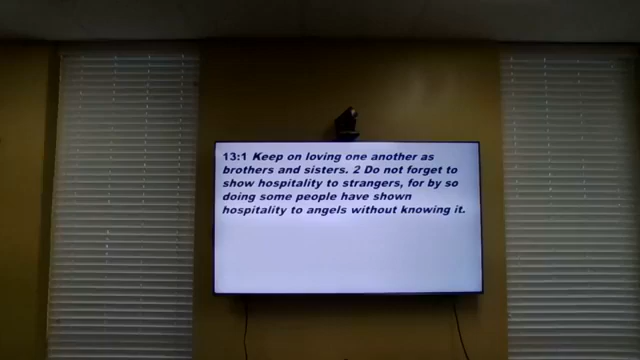 13:1 Keep on loving one another as
brothers and sisters. 2 Do not forget to
show hospitality to strangers, for by so
doing some people have shown
hospitality to angels without knowing it.